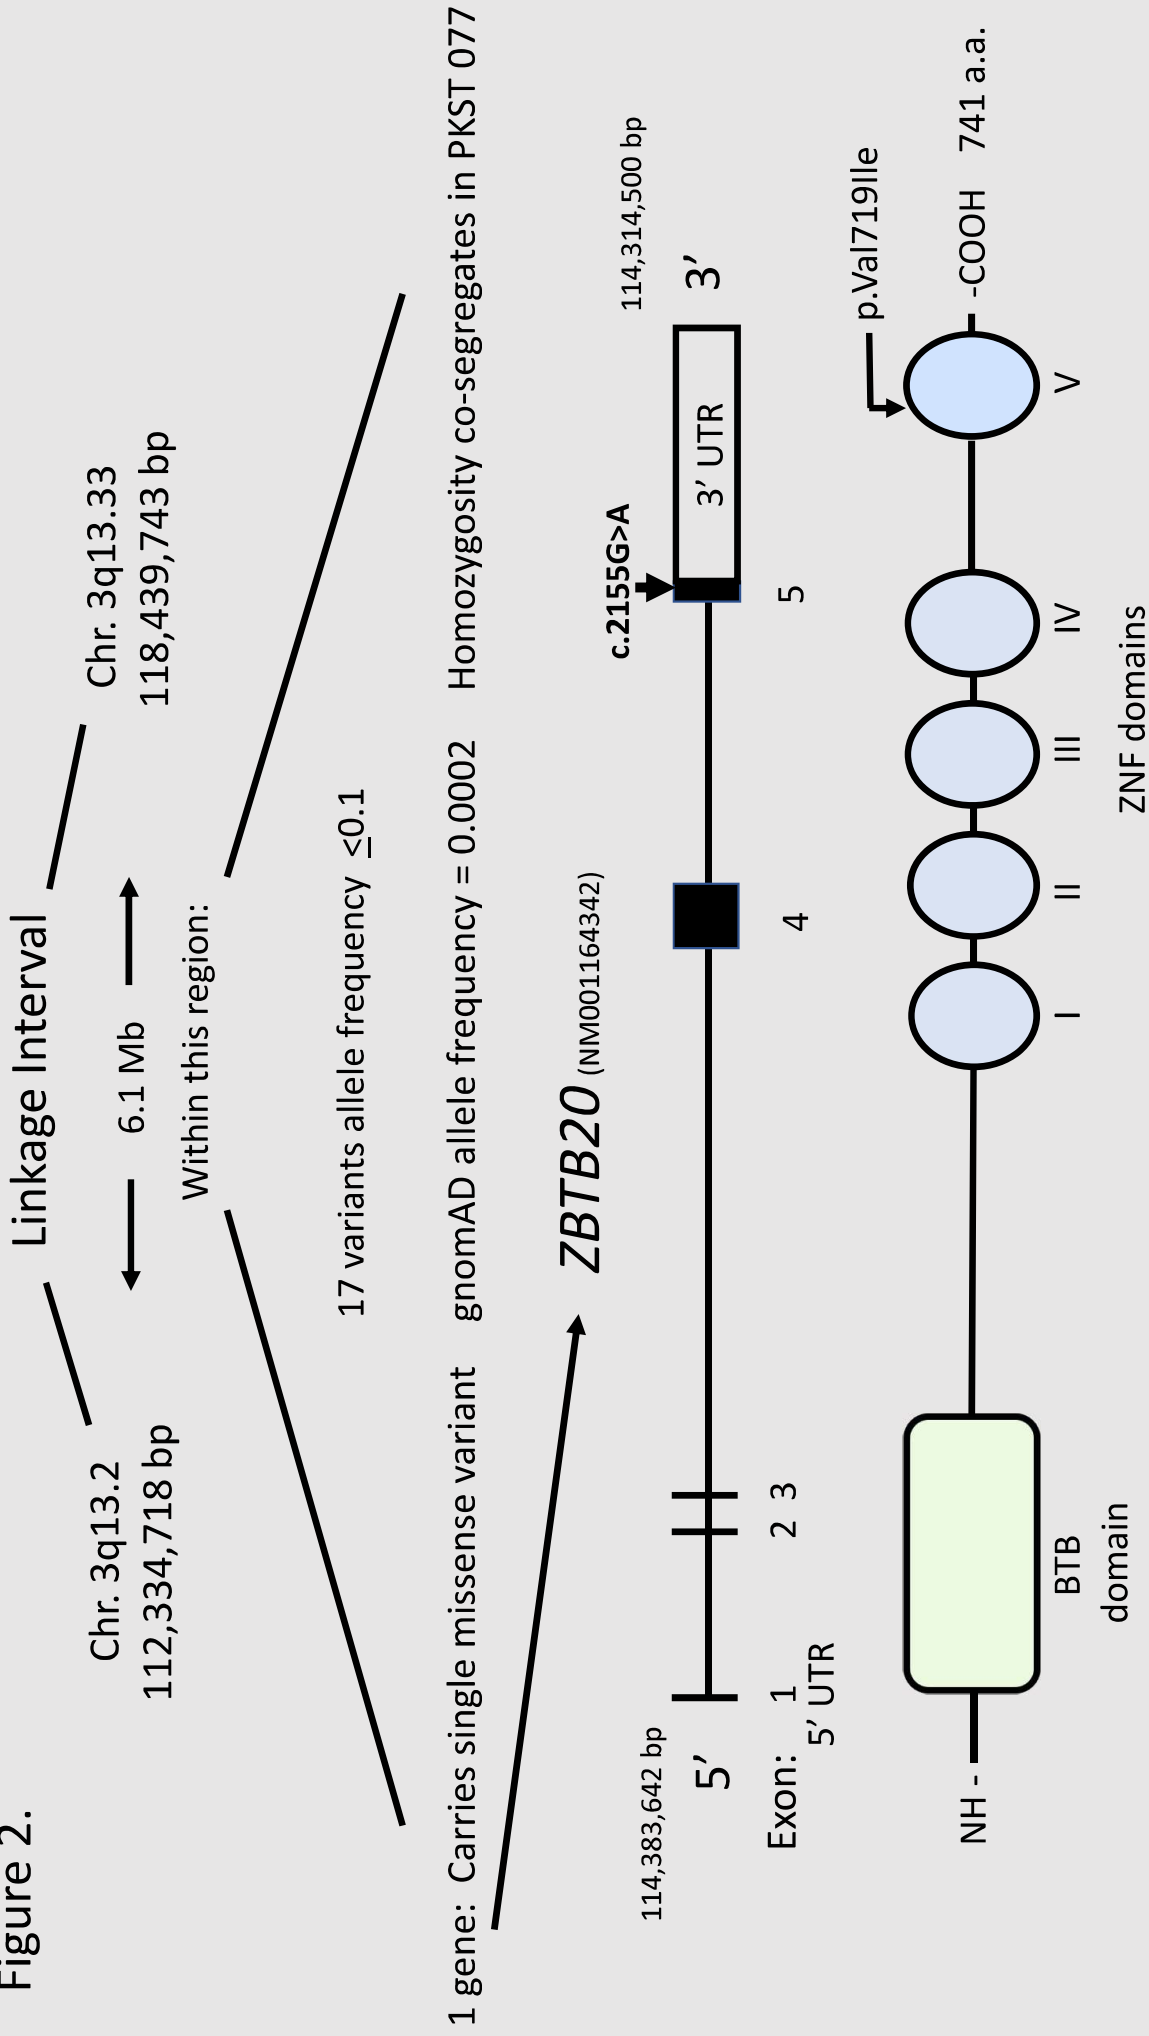 Figure 2.
Linkage Interval
Chr. 3q13.2
112,334,718 bp
Chr. 3q13.33
118,439,743 bp
6.1 Mb
Within this region:
17 variants allele frequency ≤0.1
1 gene: Carries single missense variant
gnomAD allele frequency = 0.0002
Homozygosity co-segregates in PKST 077
ZBTB20 (NM001164342)
114,383,642 bp
c.2155G>A
114,314,500 bp
5’
3’ UTR
3’
Exon: 1 2 3 4 5
5’ UTR
p.Val719Ile
NH - -COOH 741 a.a.
BTB
domain
I II III IV V
ZNF domains